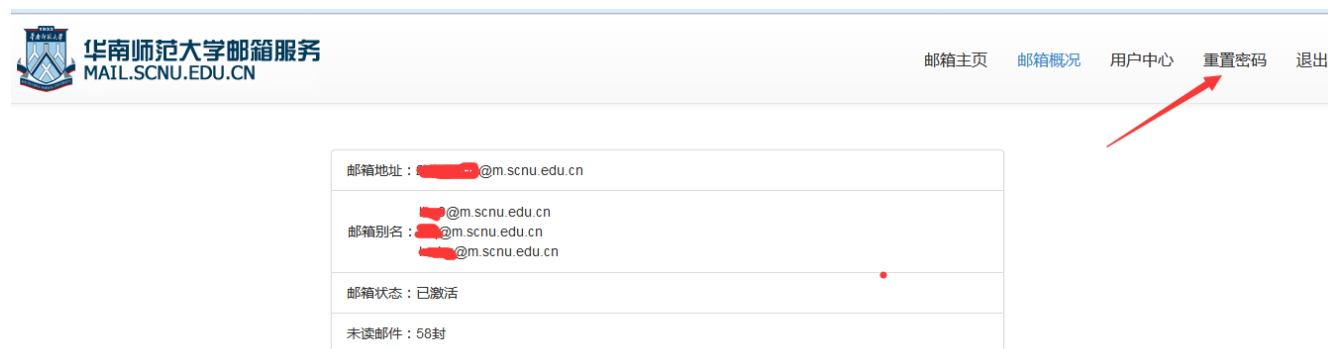 华南师范大学邮箱服务
MAIL.SCNU.EDU.CN
邮箱主页 邮箱概况 用户中心 重置密码 退出
邮箱地址：@m.scnu.edu.cn
@m.scnu.edu.cn
邮箱别名：@m.scnu.edu.cn
@m.scnu.edu.cn
邮箱状态：已激活
未读邮件：58封